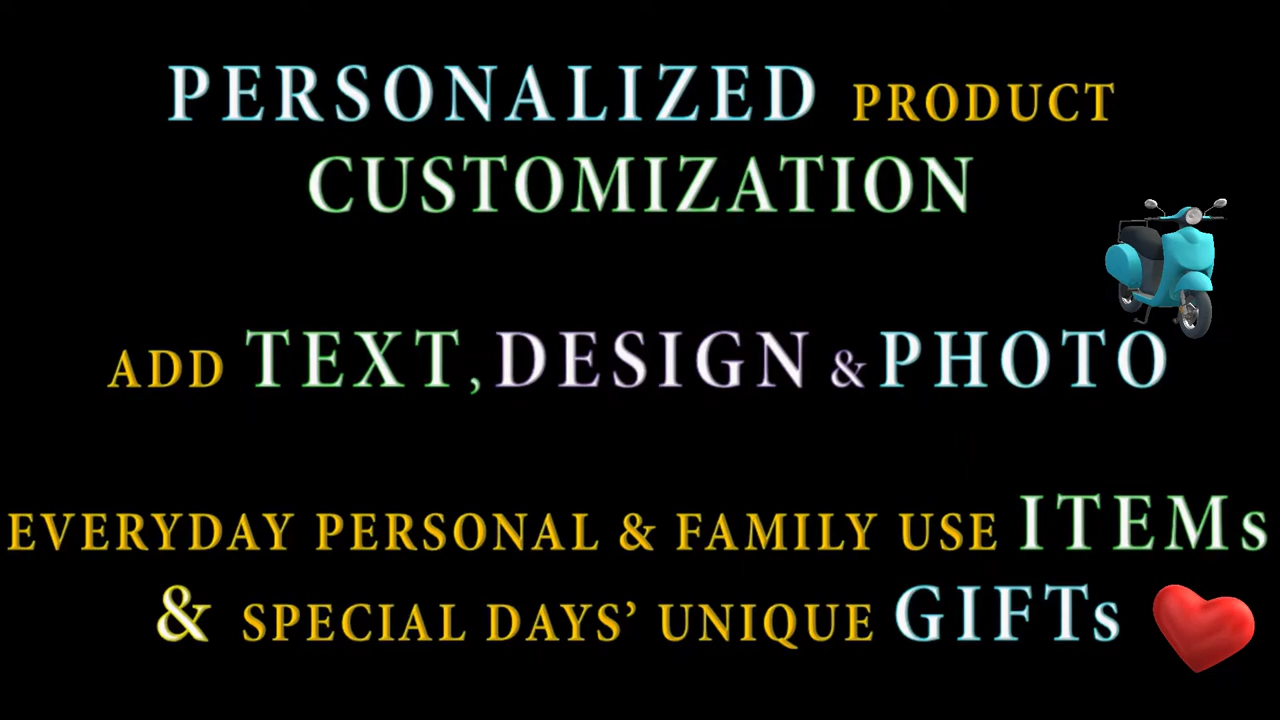 PERSONALIZED PRODUCT
CUSTOMIZATION
ADD TEXT, DESIGN & PHOTO
EVERYDAY PERSONAL & FAMILY USE ITEMs
& SPECIAL DAYS’ UNIQUE GIFTs